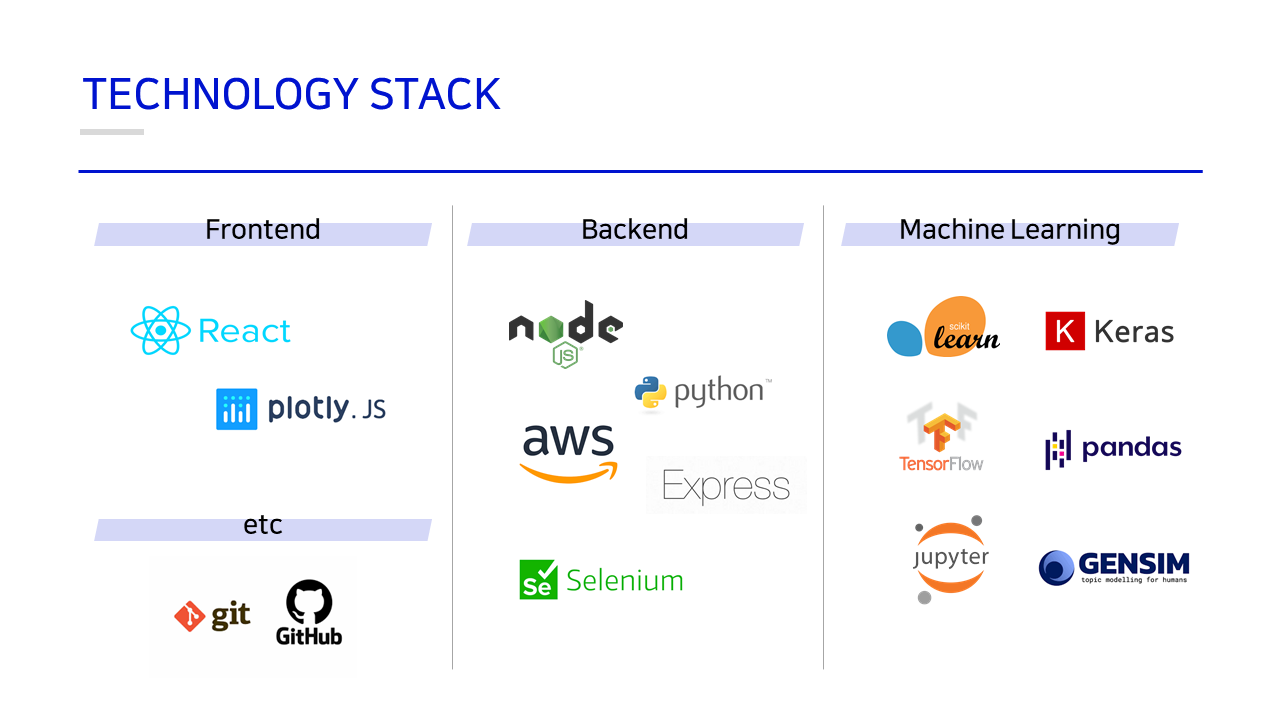 TECHNOLOGY STACK
Frontend
React
plotly.JS
etc
git
GitHub
Backend
node
JS
python™
aws
Express
Se Selenium
Machine Learning
scikit
learn
K Keras
TensorFlow
pandas
jupyter
GENSIM
topic modelling for humans